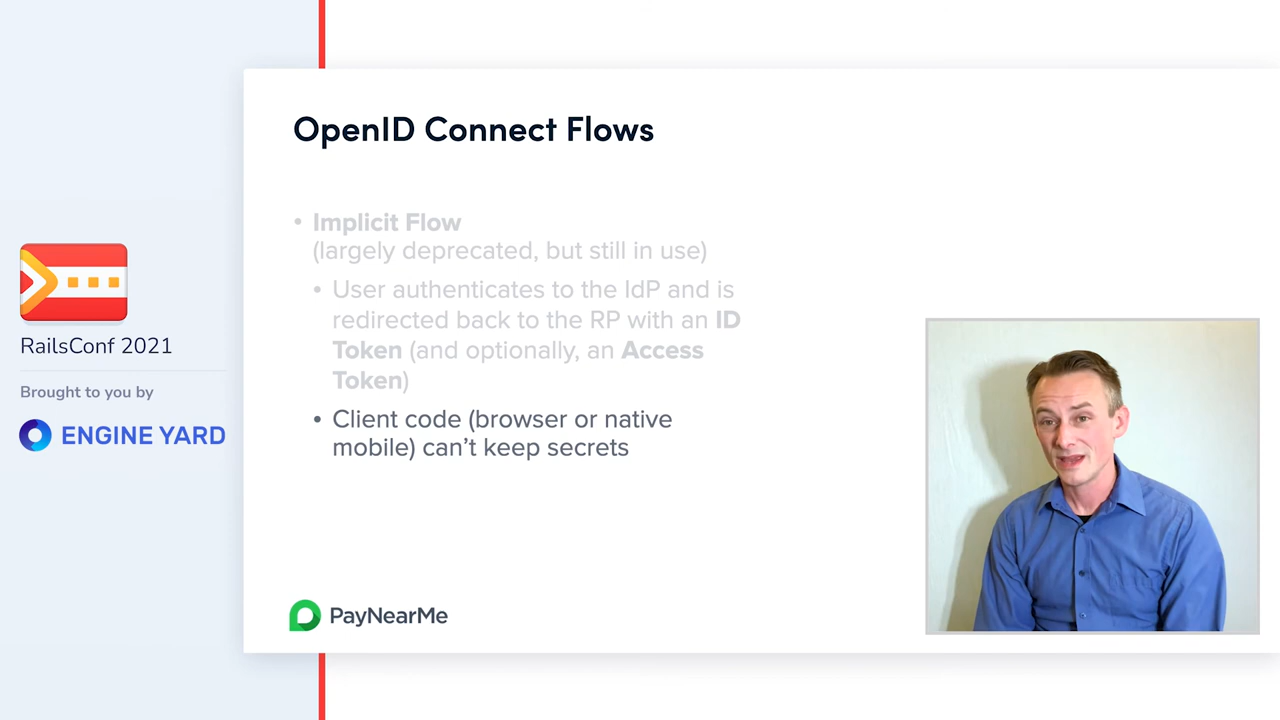 OpenID Connect Flows
• Implicit Flow
(largely deprecated, but still in use)
• User authenticates to the IdP and is
redirected back to the RP with an ID
Token (and optionally, an Access
Token)
• Client code (browser or native
mobile) can’t keep secrets
RailsConf 2021
Brought to you by
ENGINE YARD
PayNearMe